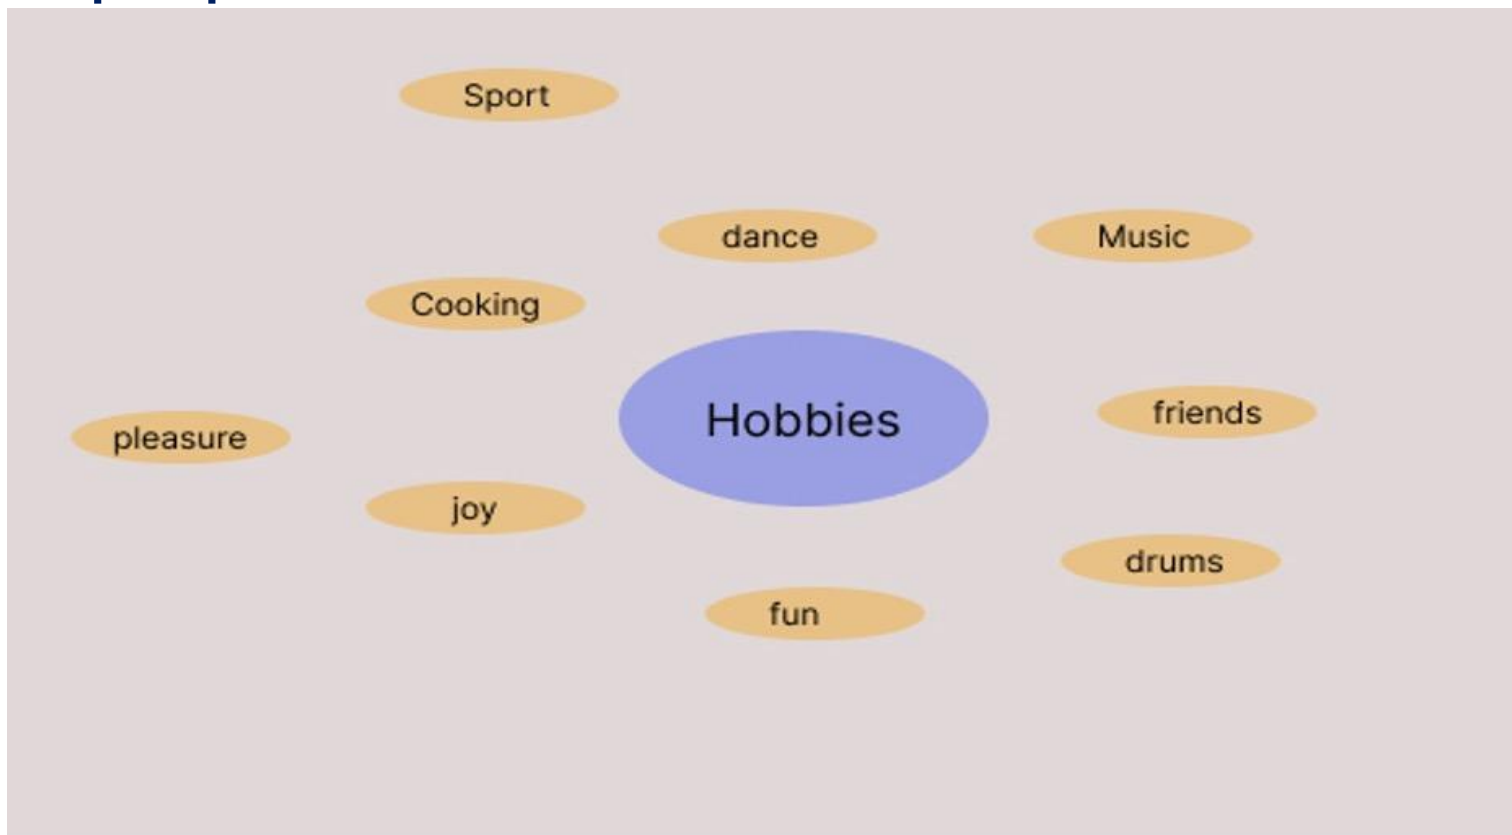 Sport
dance
Music
Cooking
Hobbies
friends
pleasure
joy
drums
fun